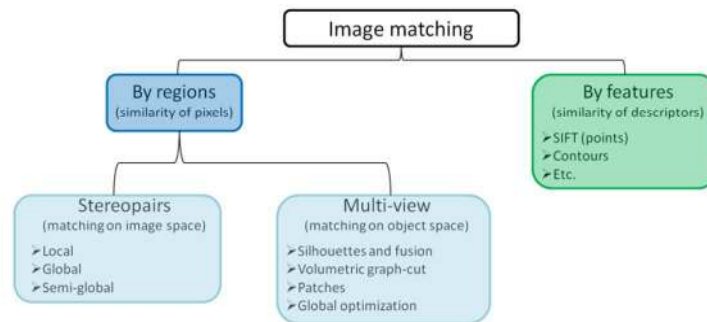 Image matching
By regions
(similarity of pixels)
By features
(similarity of descriptors)
➢SIFT (points)
➢Contours
➢Etc.
Stereopairs
(matching on image space)
➢Local
➢Global
➢Semi-global
Multi-view
(matching on object space)
➢Silhouettes and fusion
➢Volumetric graph-cut
➢Patches
➢Global optimization